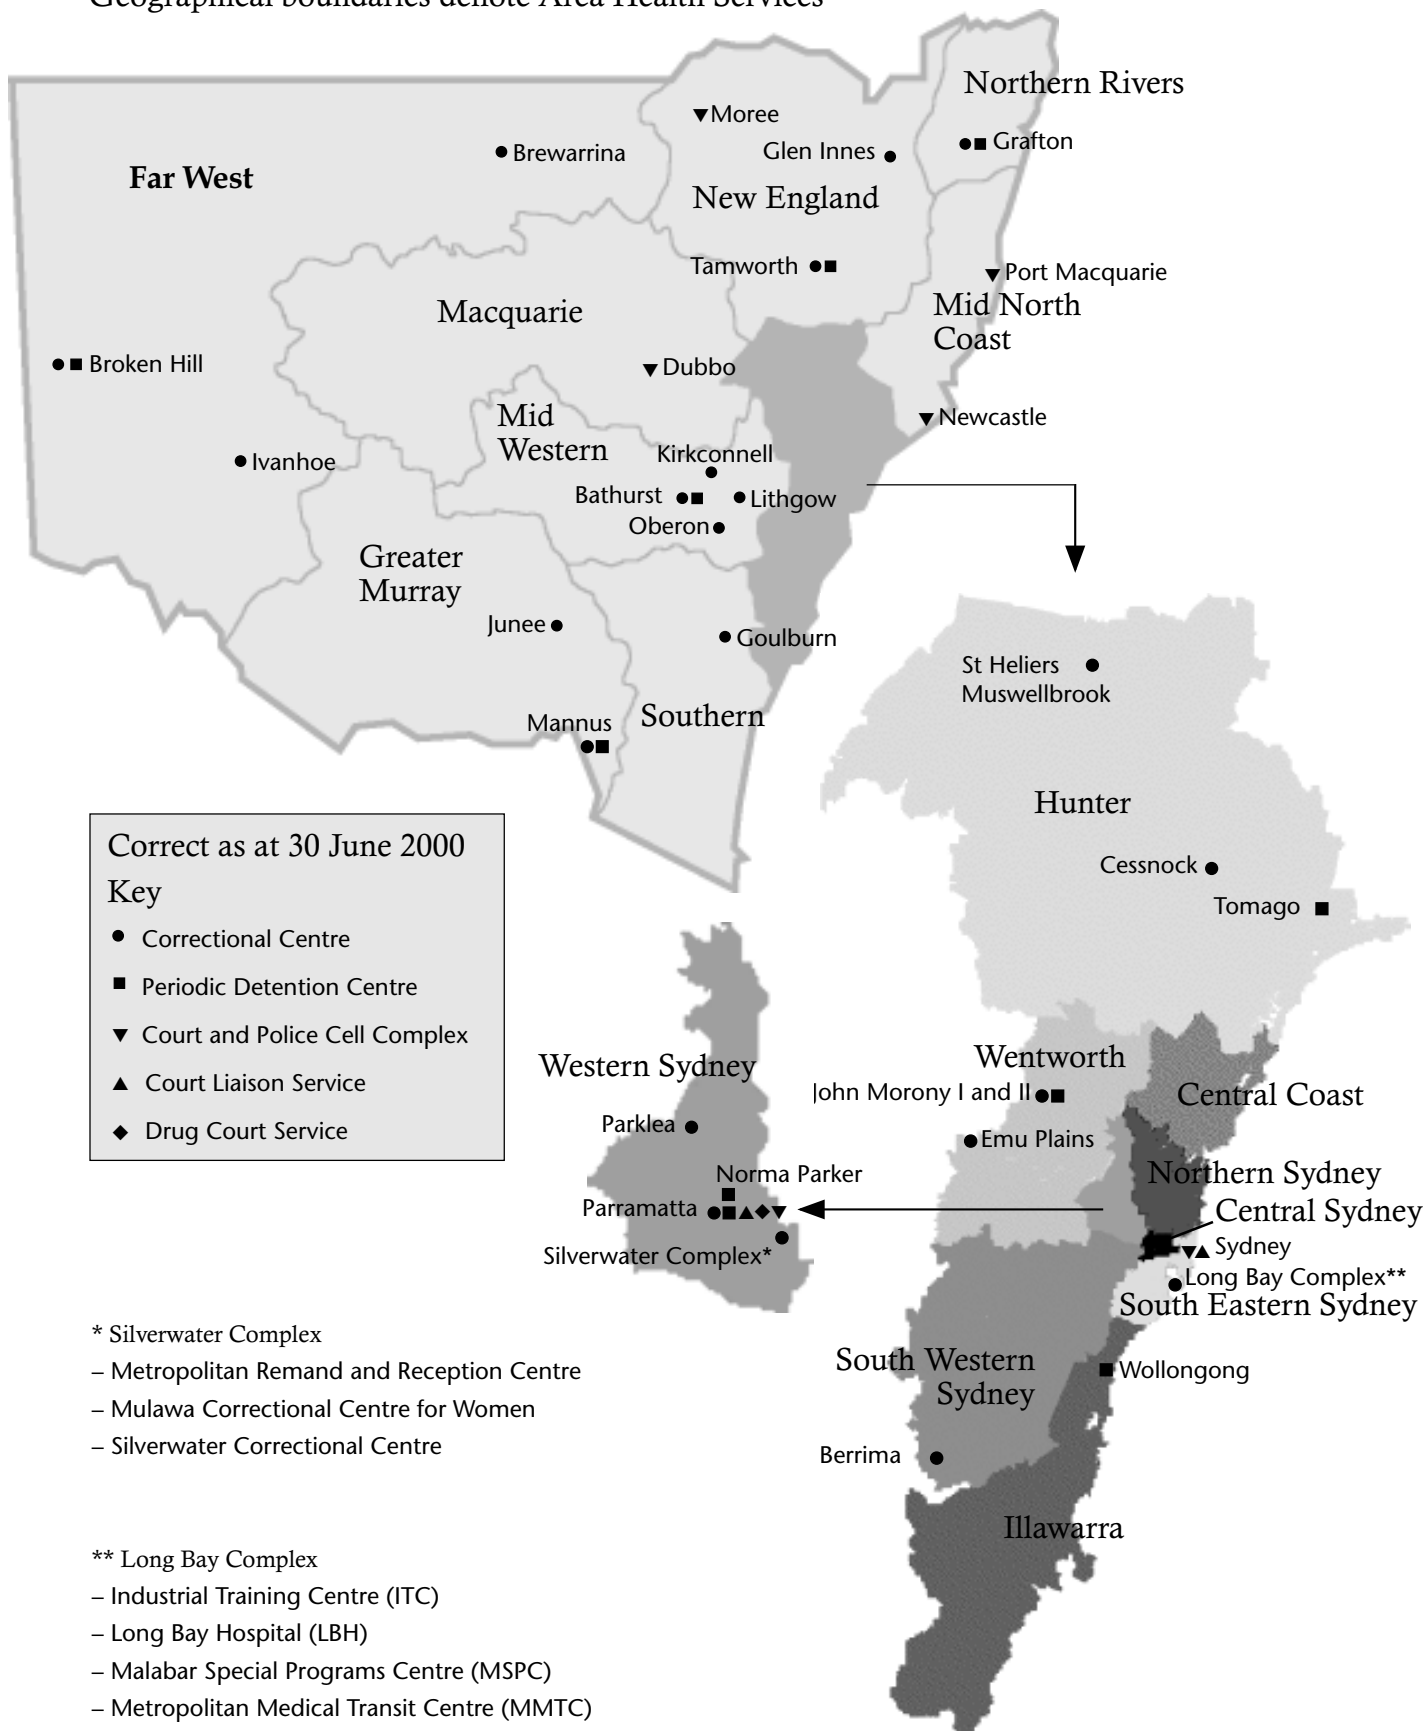 Geographical boundaries denote Area Health Services
Northern Rivers
Moree
Grafton
Glen Innes
Brewarrina
Far West
New England
Tamworth
Port Macquarie
Mid North
Coast
Macquarie
Broken Hill
Dubbo
Mid
Western
Newcastle
Kirkconnell
Ivanhoe
Bathurst
Lithgow
Oberon
Greater
Murray
Junee
Goulburn
Southern
Mannus
St Heliers
Muswellbrook
Hunter
Cessnock
Tomago
Correct as at 30 June 2000
Key
Correctional Centre
Periodic Detention Centre
Court and Police Cell Complex
Court Liaison Service
Drug Court Service
Western Sydney
Parklea
Norma Parker
Parramatta
Silverwater Complex*
Wentworth
John Morony I and II
Emu Plains
Central Coast
Northern Sydney
Central Sydney
Sydney
Long Bay Complex**
South Eastern Sydney
South Western
Sydney
Wollongong
Berrima
Illawarra
* Silverwater Complex
– Metropolitan Remand and Reception Centre
– Mulawa Correctional Centre for Women
– Silverwater Correctional Centre
** Long Bay Complex
– Industrial Training Centre (ITC)
– Long Bay Hospital (LBH)
– Malabar Special Programs Centre (MSPC)
– Metropolitan Medical Transit Centre (MMTC)